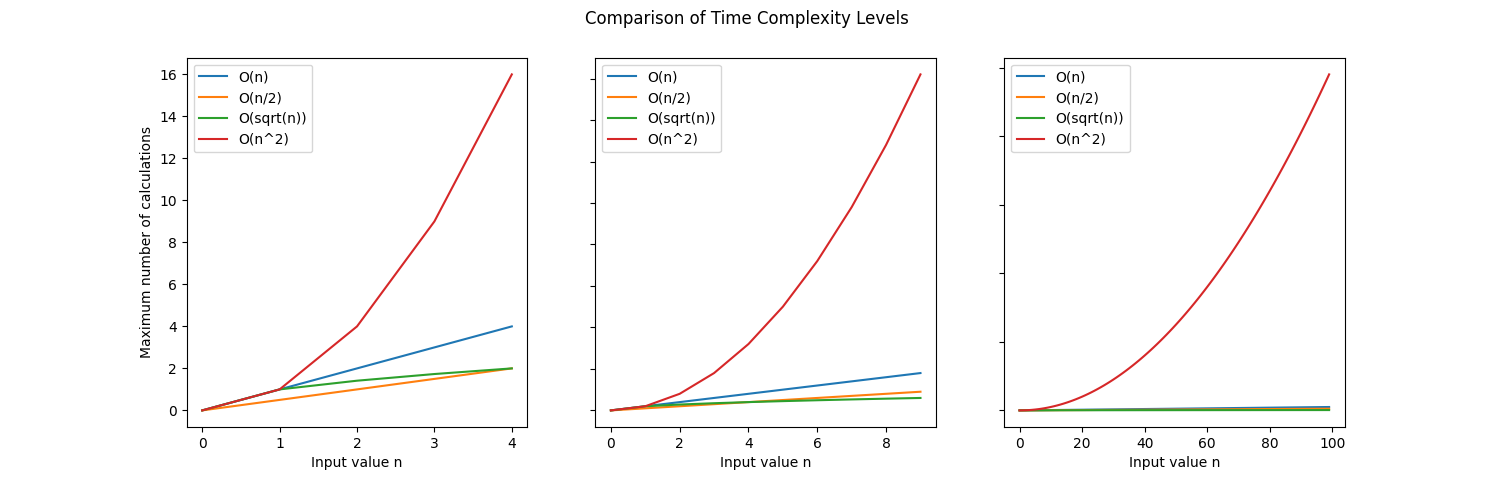 Comparison of Time Complexity Levels
Maximum number of calculations
16
14
12
10
8
6
4
2
0
O(n)
O(n/2)
O(sqrt(n))
O(n^2)
0 1 2 3 4
Input value n
O(n)
O(n/2)
O(sqrt(n))
O(n^2)
0 2 4 6 8
Input value n
O(n)
O(n/2)
O(sqrt(n))
O(n^2)
0 20 40 60 80 100
Input value n